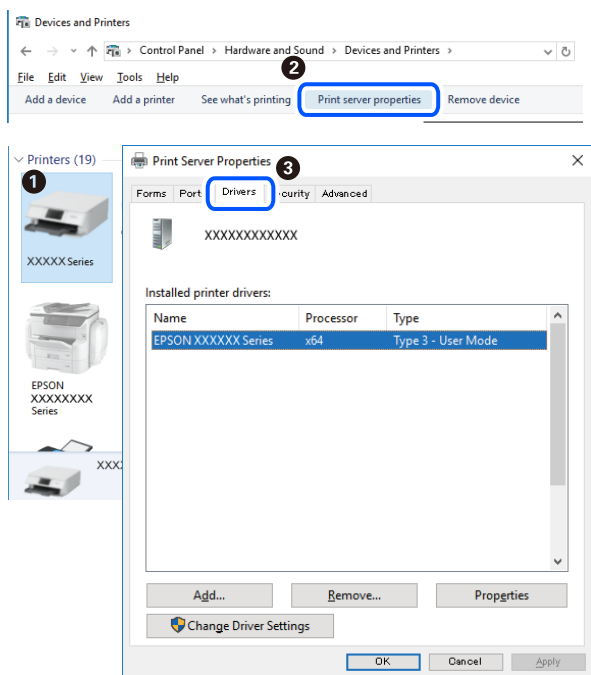 Devices and Printers
Control Panel > Hardware and Sound > Devices and Printers >
2
File Edit View Tools Help
Add a device Add a printer See what's printing Print server properties Remove device
Printers (19)
1
XXXXX Series
EPSON
XXXXXXXX
Series
XXX
Print Server Properties
3
Forms Port Drivers curity Advanced
XXXXXXXXXXXX
Installed printer drivers:
Name Processor Type
EPSON XXXXXX Series x64 Type 3 - User Mode
Add... Remove... Properties
Change Driver Settings
OK Cancel Apply